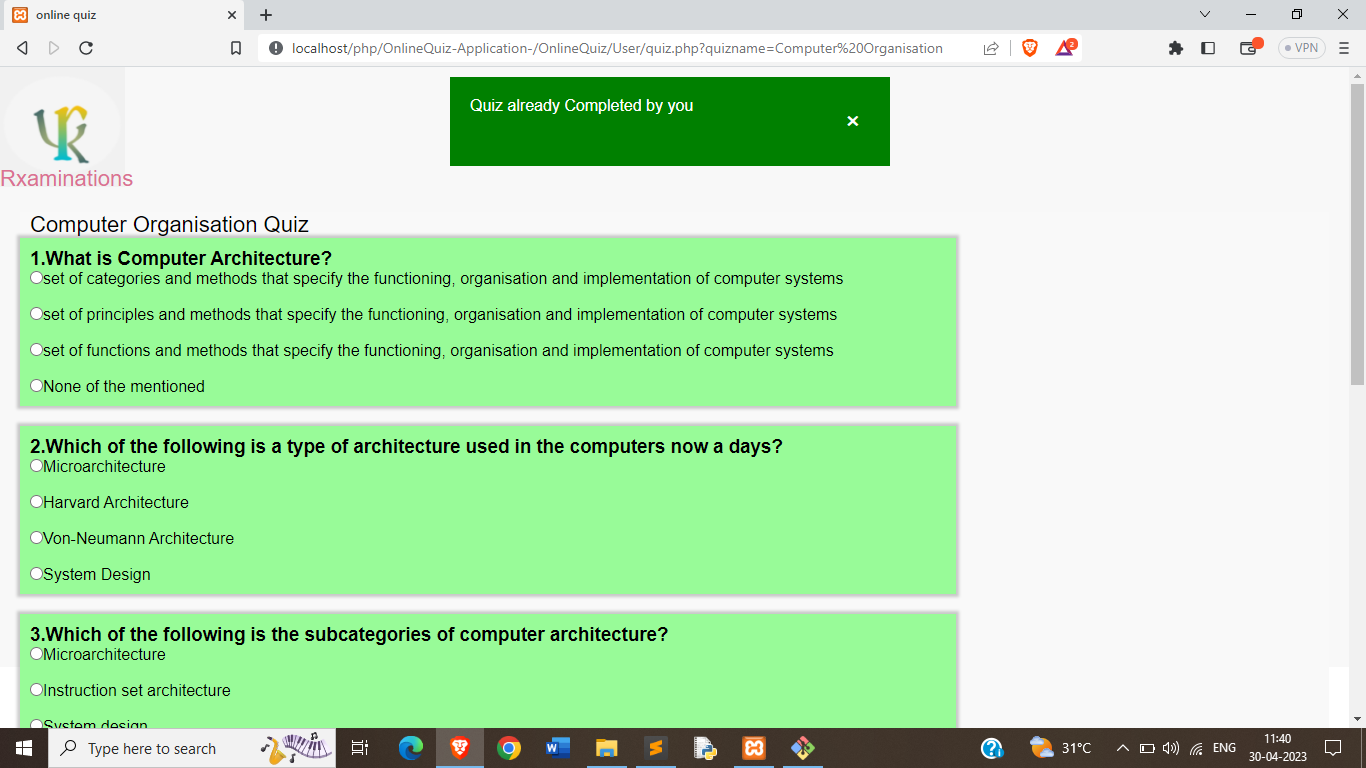 online quiz
localhost/php/OnlineQuiz-Application-/OnlineQuiz/User/quiz.php?quizname=Computer%20Organisation
2
VPN
Quiz already Completed by you
×
Rxaminations
Computer Organisation Quiz
1.What is Computer Architecture?
set of categories and methods that specify the functioning, organisation and implementation of computer systems
set of principles and methods that specify the functioning, organisation and implementation of computer systems
set of functions and methods that specify the functioning, organisation and implementation of computer systems
None of the mentioned
2.Which of the following is a type of architecture used in the computers now a days?
Microarchitecture
Harvard Architecture
Von-Neumann Architecture
System Design
3.Which of the following is the subcategories of computer architecture?
Microarchitecture
Instruction set architecture
System design
Type here to search
31°C
ENG
11:40
30-04-2023